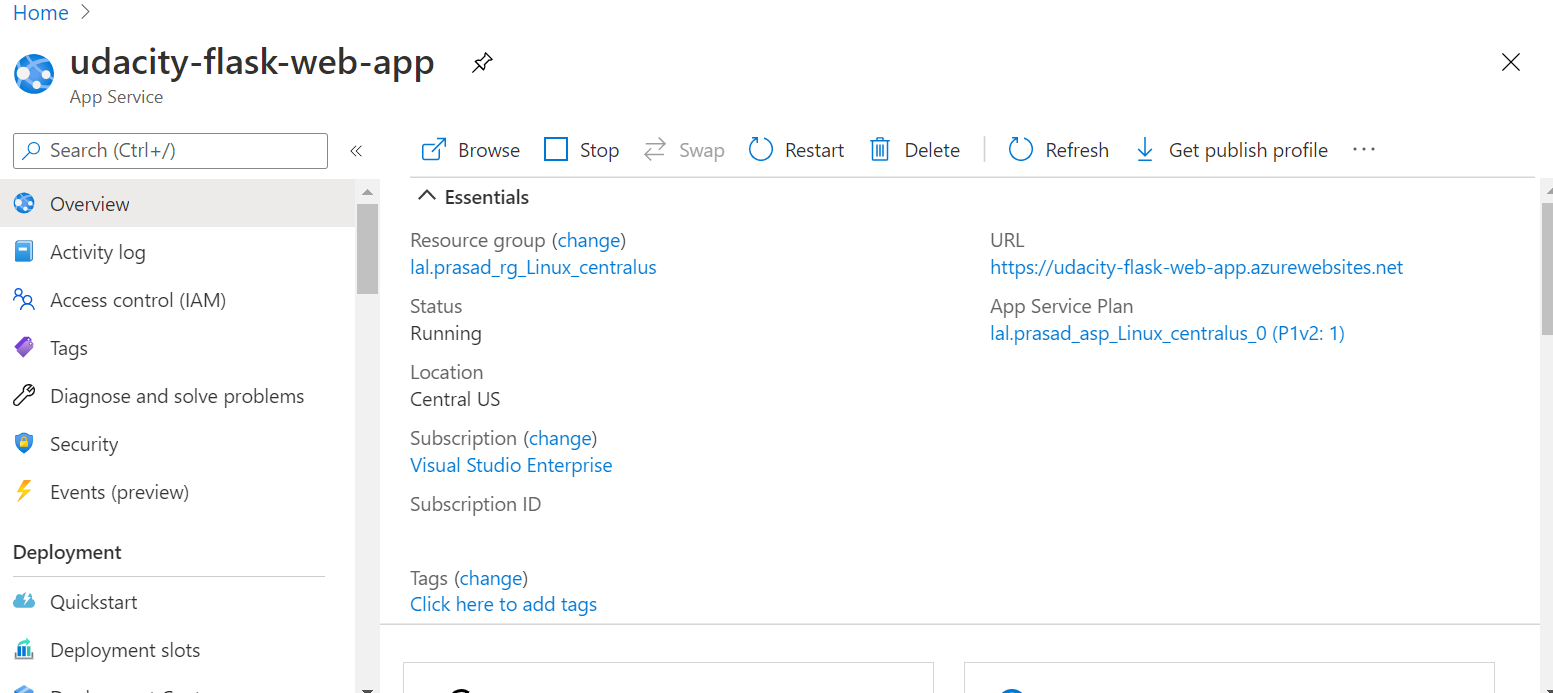 Home
udacity-flask-web-app
App Service
Search (Ctrl+/)
«
Browse Stop Swap Restart Delete Refresh Get publish profile ...
Overview
Activity log
Access control (IAM)
Tags
Diagnose and solve problems
Security
Events (preview)
Deployment
Quickstart
Deployment slots
Essentials
Resource group (change)
lal.prasad_rg_Linux_centralus
Status
Running
Location
Central US
Subscription (change)
Visual Studio Enterprise
Subscription ID
Tags (change)
Click here to add tags
URL
https://udacity-flask-web-app.azurewebsites.net
App Service Plan
lal.prasad_asp_Linux_centralus_0 (P1v2: 1)